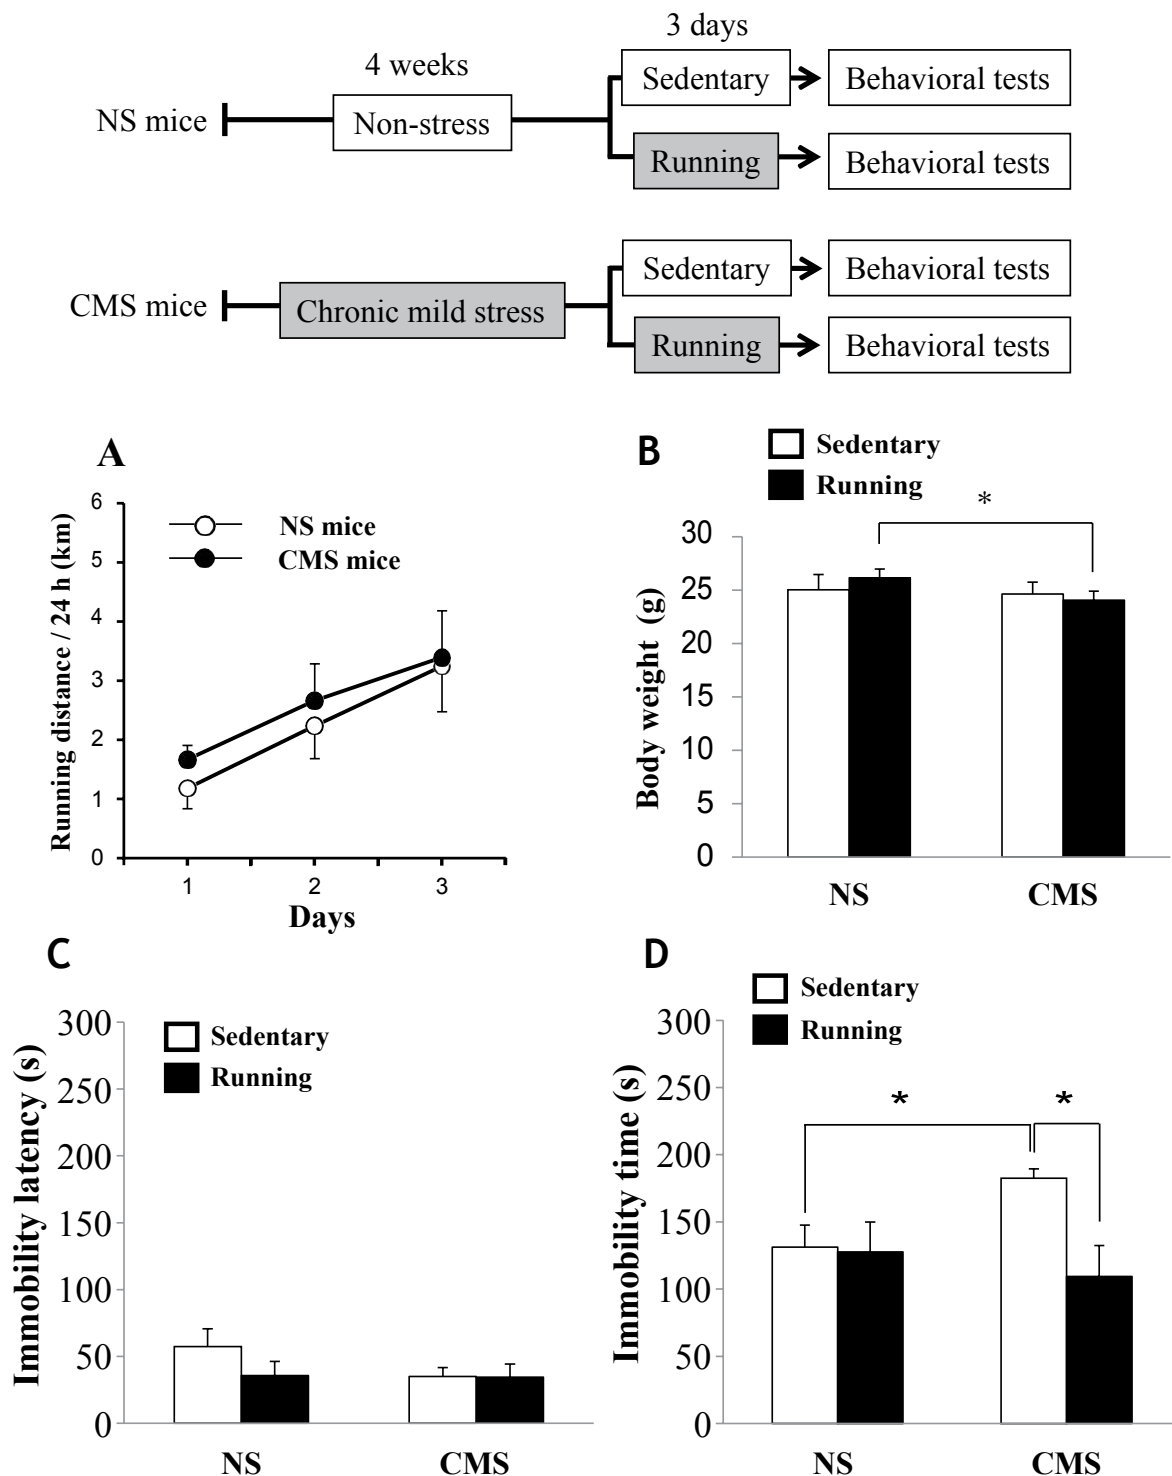 3 days
4 weeks
Sedentary
Behavioral tests
NS mice
Non-stress
Running
Behavioral tests
Sedentary
Behavioral tests
CMS mice
Chronic mild stress
Running
Behavioral tests
A
NS mice
CMS mice
Running distance / 24 h (km)
6
5
4
3
2
1
0
1
2
3
Days
B
Sedentary
Running
*
Body weight (g)
30
25
20
15
10
5
0
NS
CMS
C
Sedentary
Running
Immobility latency (s)
300
250
200
150
100
50
0
NS
CMS
D
Sedentary
Running
*
*
Immobility time (s)
300
250
200
150
100
50
0
NS
CMS